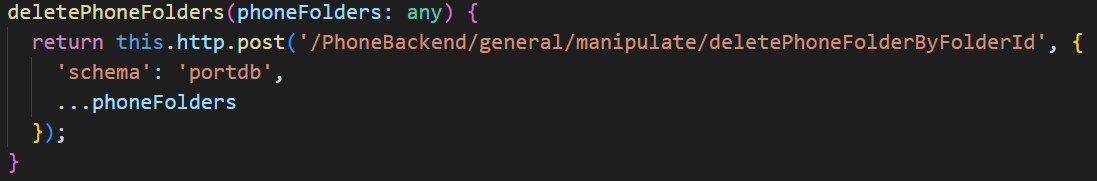 deletePhoneFolders(phoneFolders: any) {
  return this.http.post('/PhoneBackend/general/manipulate/deletePhoneFolderByFolderId', {
    'schema': 'portdb',
    ...phoneFolders
  });
}